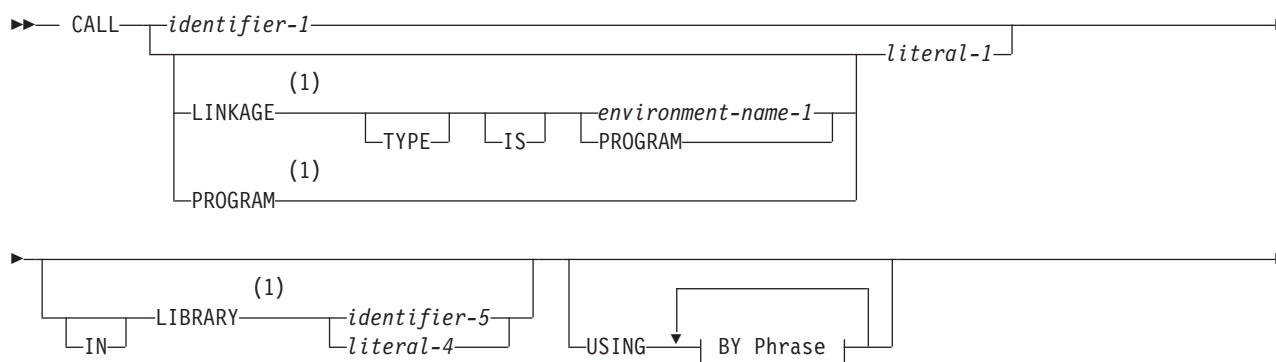 CALL identifier-1
literal-1
(1)
LINKAGE environment-name-1
TYPE IS PROGRAM
(1)
PROGRAM
(1)
LIBRARY identifier-5
IN literal-4 USING BY Phrase